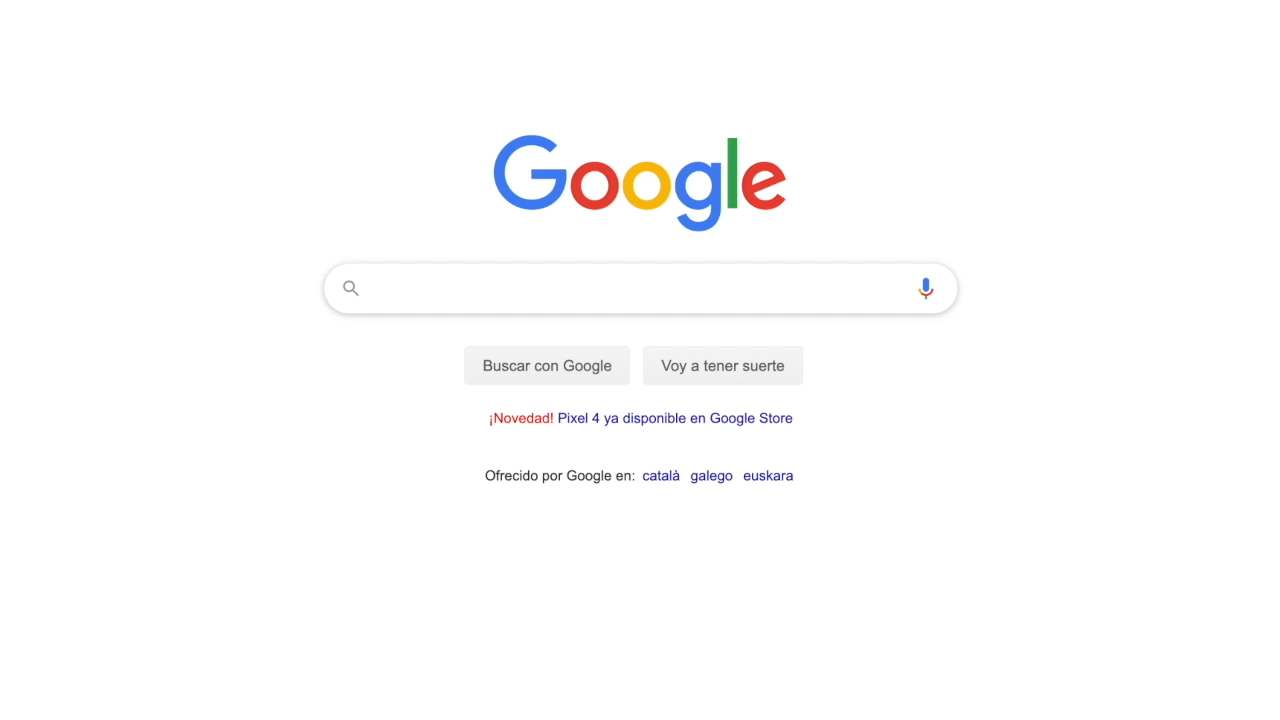 Google
Buscar con Google Voy a tener suerte
¡Novedad! Pixel 4 ya disponible en Google Store
Ofrecido por Google en: català galego euskara